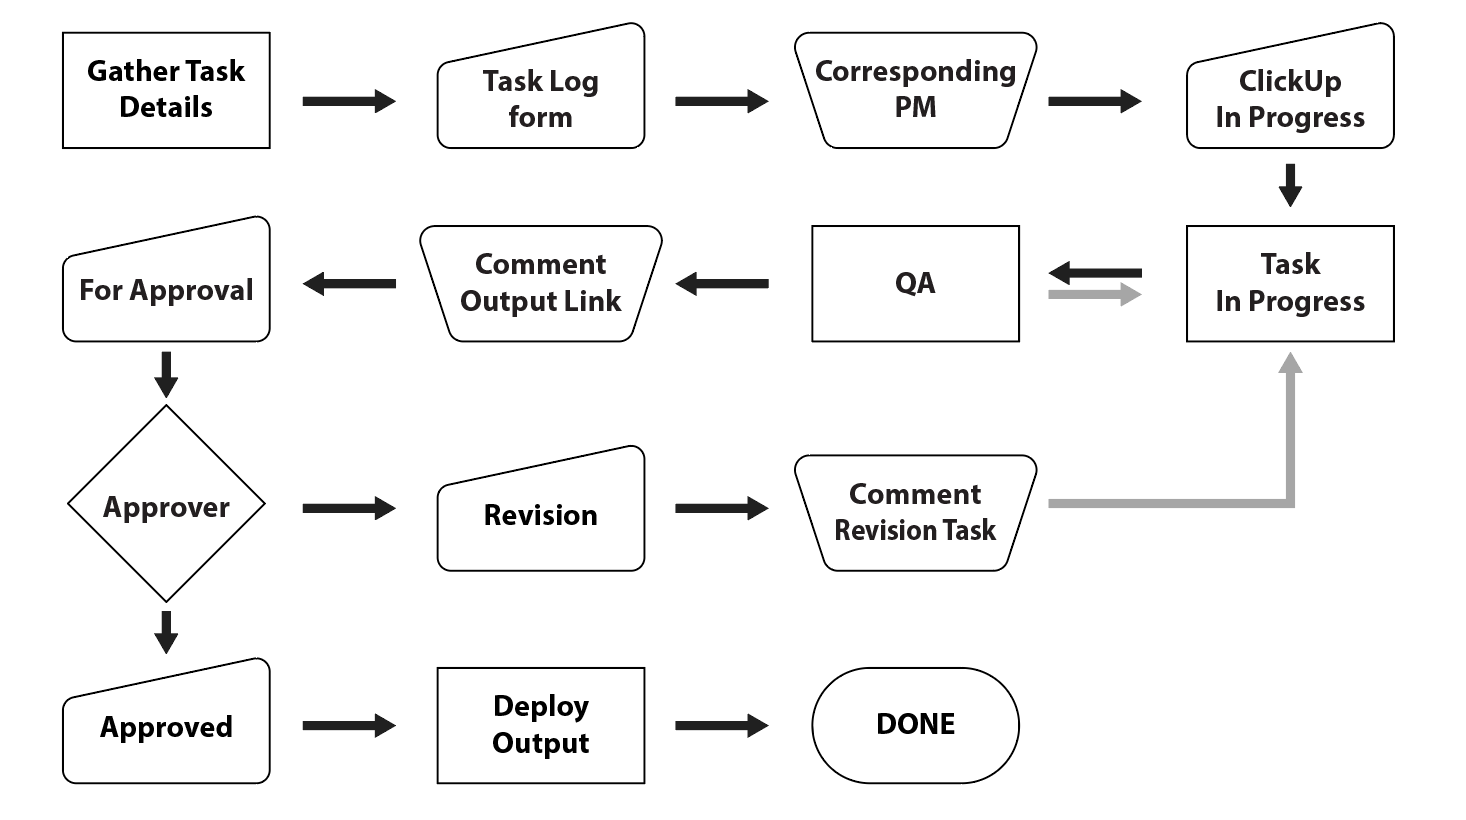 Gather Task
Details
Task Log
form
Corresponding
PM
ClickUp
In Progress
For Approval
Comment
Output Link
QA
Task
In Progress
Approver
Revision
Comment
Revision Task
Approved
Deploy
Output
DONE